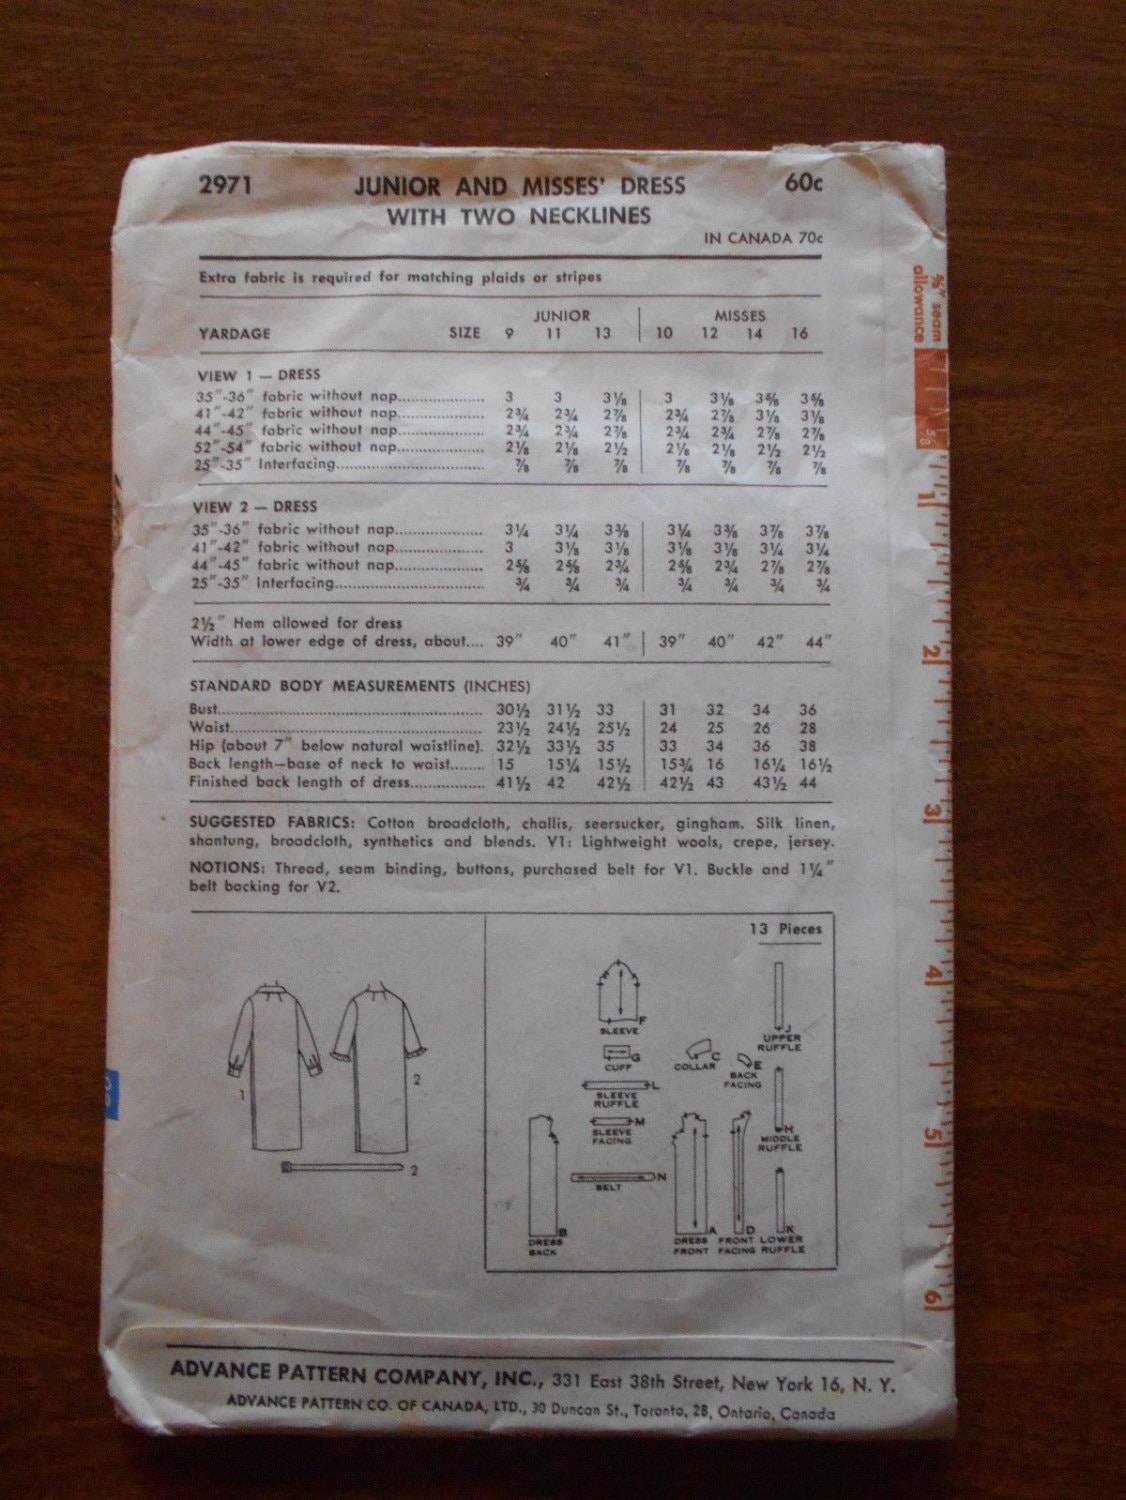 2971 JUNIOR AND MISSES' DRESS 60c
WITH TWO NECKLINES
IN CANADA 70c
Extra fabric is required for matching plaids or stripes
JUNIOR MISSES
YARDAGE SIZE 9 11 13 10 12 14 16
VIEW 1 — DRESS
35"-36" fabric without nap 3 3 3⅛ 3 3⅛ 3⅝ 3⅝
41"-42" fabric without nap 2¾ 2¾ 2⅞ 2¾ 2⅞ 3⅛ 3⅛
44"-45" fabric without nap 2¾ 2¾ 2⅞ 2¾ 2¾ 2⅞ 2⅞
52"-54" fabric without nap 2⅛ 2⅛ 2½ 2⅛ 2⅛ 2½ 2½
25"-35" Interfacing ⅞ ⅞ ⅞ ⅞ ⅞ ⅞ ⅞
VIEW 2 — DRESS
35"-36" fabric without nap 3¼ 3¼ 3⅜ 3¼ 3⅜ 3⅞ 3⅞
41"-42" fabric without nap 3 3⅛ 3⅛ 3⅛ 3⅛ 3¼ 3¼
44"-45" fabric without nap 2⅝ 2⅝ 2¾ 2⅝ 2¾ 2⅞ 2⅞
25"-35" Interfacing ¾ ¾ ¾ ¾ ¾ ¾ ¾
2½" Hem allowed for dress
Width at lower edge of dress, about.... 39" 40" 41" 39" 40" 42" 44"
STANDARD BODY MEASUREMENTS (INCHES)
Bust 30½ 31½ 33 31 32 34 36
Waist 23½ 24½ 25½ 24 25 26 28
Hip (about 7" below natural waistline). 32½ 33½ 35 33 34 36 38
Back length—base of neck to waist 15 15¼ 15½ 15¾ 16 16¼ 16½
Finished back length of dress 41½ 42 42½ 42½ 43 43½ 44
SUGGESTED FABRICS: Cotton broadcloth, challis, seersucker, gingham. Silk linen,
shantung, broadcloth, synthetics and blends. V1: Lightweight wools, crepe, jersey.
NOTIONS: Thread, seam binding, buttons, purchased belt for V1. Buckle and 1¼"
belt backing for V2.
13 Pieces
1
2
2
F
SLEEVE
G
CUFF
L
SLEEVE
RUFFLE
M
SLEEVE
FACING
N
BELT
B
DRESS
BACK
C
COLLAR
E
BACK
FACING
J
UPPER
RUFFLE
H
MIDDLE
RUFFLE
A
DRESS
FRONT
D
FRONT
FACING
K
LOWER
RUFFLE
⅝" seam
allowance
⅝
1
2
3
4
5
6
ADVANCE PATTERN COMPANY, INC., 331 East 38th Street, New York 16, N. Y.
ADVANCE PATTERN CO. OF CANADA, LTD., 30 Duncan St., Toronto, 2B, Ontario, Canada